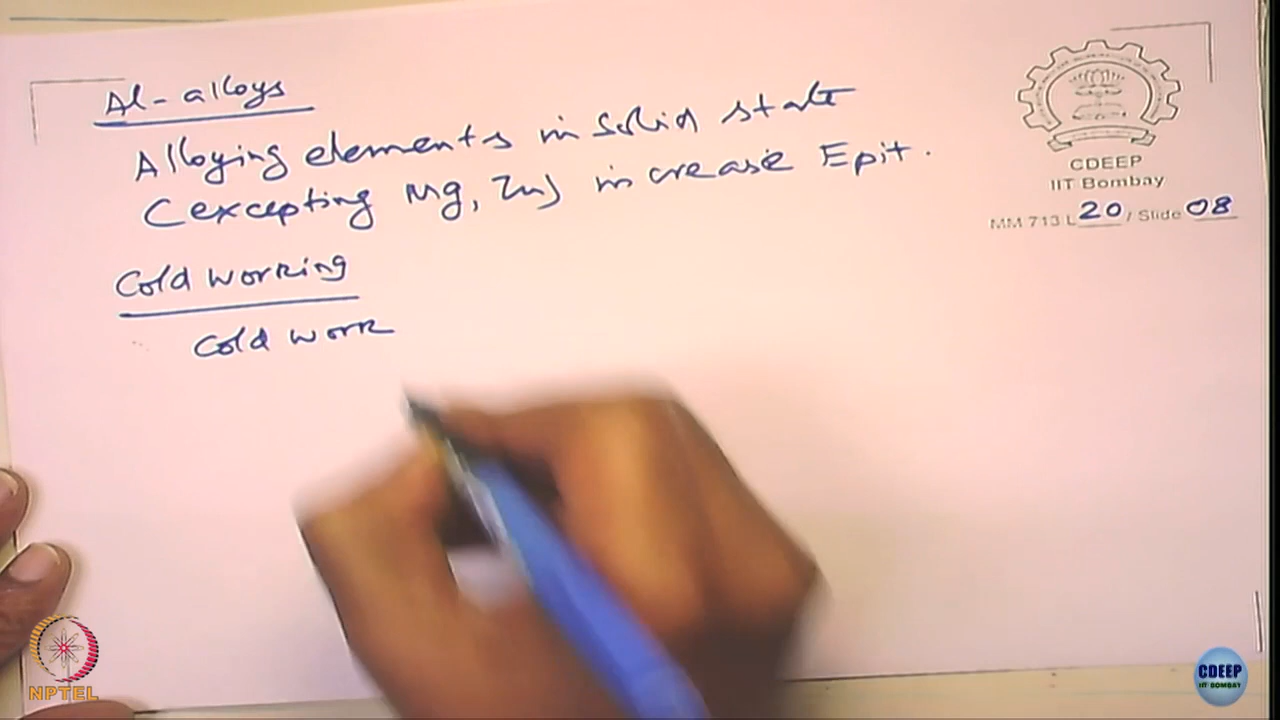 Al-alloys
Alloying elements in solid state
(excepting Mg, Zn) increase Epit.
Cold working
Cold work
CDEEP
IIT Bombay
MM 713 L 20 / Slide 08
NPTEL
CDEEP
IIT BOMBAY